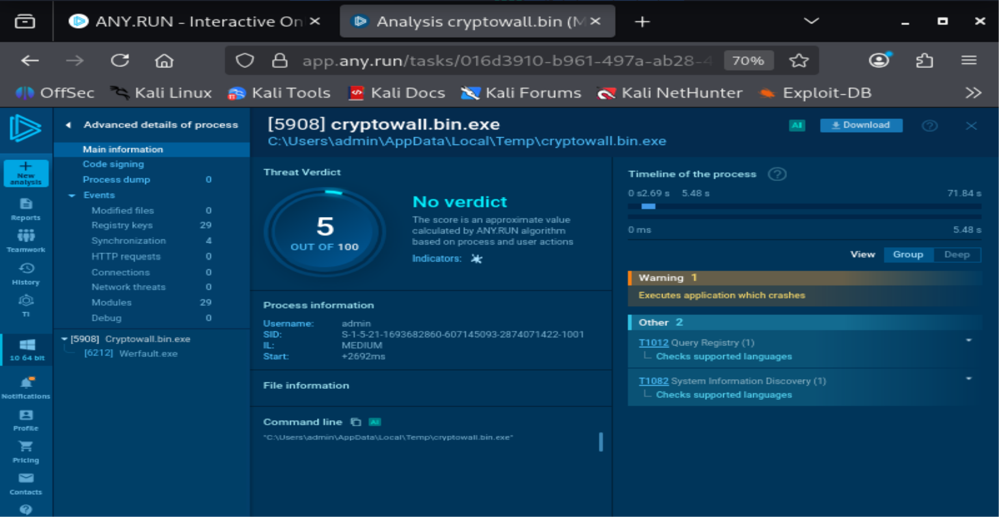 ANY.RUN - Interactive On
Analysis cryptowall.bin (M
app.any.run/tasks/016d3910-b961-497a-ab28-4
70%
OffSec
Kali Linux
Kali Tools
Kali Docs
Kali Forums
Kali NetHunter
Exploit-DB
New
analysis
Reports
Teamwork
History
TI
10 64 bit
Notifications
Profile
Pricing
Contacts
Advanced details of process
Main information
Code signing
Process dump 0
Events
Modified files 0
Registry keys 29
Synchronization 4
HTTP requests 0
Connections 0
Network threats 0
Modules 29
Debug 0
[5908] Cryptowall.bin.exe
[6212] Werfault.exe
[5908] cryptowall.bin.exe
C:\Users\admin\AppData\Local\Temp\cryptowall.bin.exe
AI
Download
Threat Verdict
5
OUT OF 100
No verdict
The score is an approximate value
calculated by ANY.RUN algorithm
based on process and user actions
Indicators:
Process information
Username: admin
SID: S-1-5-21-1693682860-607145093-2874071422-1001
IL: MEDIUM
Start: +2692ms
File information
Command line AI
"C:\Users\admin\AppData\Local\Temp\cryptowall.bin.exe"
Timeline of the process
0 s2.69 s 5.48 s 71.84 s
0 ms 5.48 s
View Group Deep
Warning 1
Executes application which crashes
Other 2
T1012 Query Registry (1)
Checks supported languages
T1082 System Information Discovery (1)
Checks supported languages